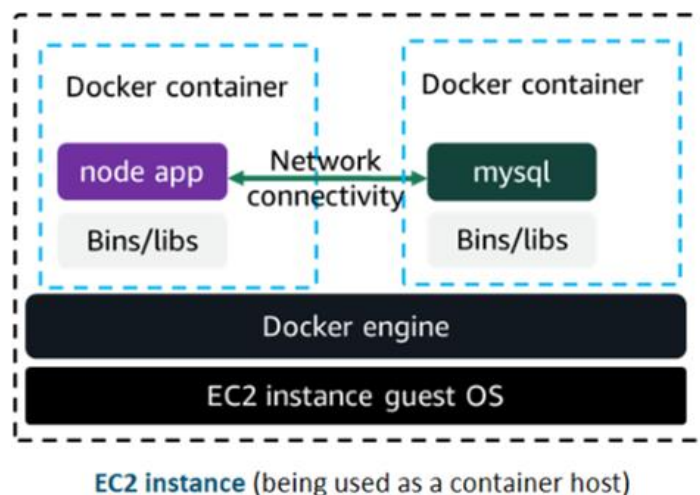 Docker container
Docker container
node app
Network
connectivity
mysql
Bins/libs
Bins/libs
Docker engine
EC2 instance guest OS
EC2 instance (being used as a container host)